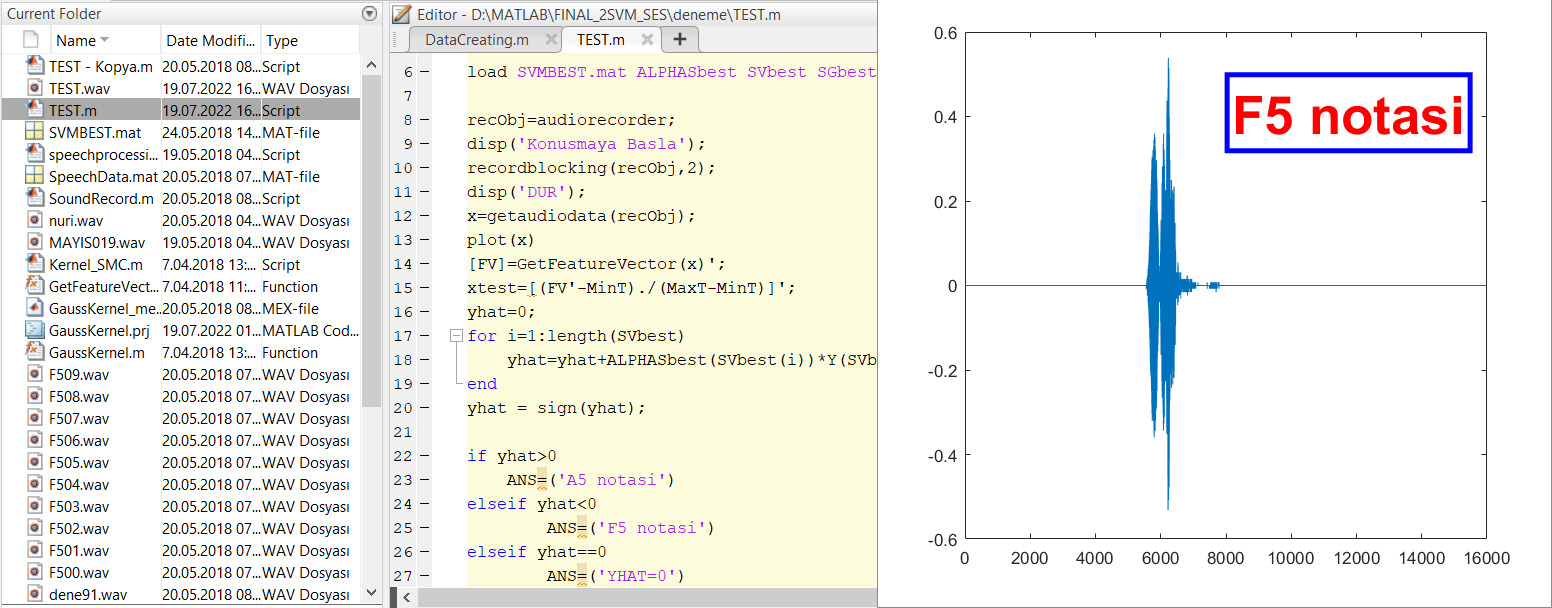 Current Folder
Name Date Modifi... Type
TEST - Kopya.m 20.05.2018 08... Script
TEST.wav 19.07.2022 16... WAV Dosyası
TEST.m 19.07.2022 16... Script
SVMBEST.mat 24.05.2018 14... MAT-file
speechprocessi... 19.05.2018 04... Script
SpeechData.mat 20.05.2018 07... MAT-file
SoundRecord.m 20.05.2018 08... Script
nuri.wav 20.05.2018 04... WAV Dosyası
MAYIS019.wav 19.05.2018 04... WAV Dosyası
Kernel_SMC.m 7.04.2018 13:... Script
GetFeatureVect... 7.04.2018 11:... Function
GaussKernel_me... 20.05.2018 08... MEX-file
GaussKernel.prj 19.07.2022 01... MATLAB Cod...
GaussKernel.m 7.04.2018 13:... Function
F509.wav 20.05.2018 07... WAV Dosyası
F508.wav 20.05.2018 07... WAV Dosyası
F507.wav 20.05.2018 07... WAV Dosyası
F506.wav 20.05.2018 07... WAV Dosyası
F505.wav 20.05.2018 07... WAV Dosyası
F504.wav 20.05.2018 07... WAV Dosyası
F503.wav 20.05.2018 07... WAV Dosyası
F502.wav 20.05.2018 07... WAV Dosyası
F501.wav 20.05.2018 07... WAV Dosyası
F500.wav 20.05.2018 07... WAV Dosyası
dene91.wav 20.05.2018 08... WAV Dosyası
Editor - D:\MATLAB\FINAL_2SVM_SES\deneme\TEST.m
DataCreating.m TEST.m
6 – load SVMBEST.mat ALPHASbest SVbest SGbest
7
8 – recObj=audiorecorder;
9 – disp('Konusmaya Basla');
10 – recordblocking(recObj,2);
11 – disp('DUR');
12 – x=getaudiodata(recObj);
13 – plot(x)
14 – [FV]=GetFeatureVector(x)';
15 – xtest=[(FV'-MinT)./(MaxT-MinT)]';
16 – yhat=0;
17 – for i=1:length(SVbest)
18 – yhat=yhat+ALPHASbest(SVbest(i))*Y(SVb
19 – end
20 – yhat = sign(yhat);
21
22 – if yhat>0
23 – ANS=('A5 notasi')
24 – elseif yhat<0
25 – ANS=('F5 notasi')
26 – elseif yhat==0
27 – ANS=('YHAT=0')
F5 notasi
0.6
0.4
0.2
0
-0.2
-0.4
-0.6
0 2000 4000 6000 8000 10000 12000 14000 16000